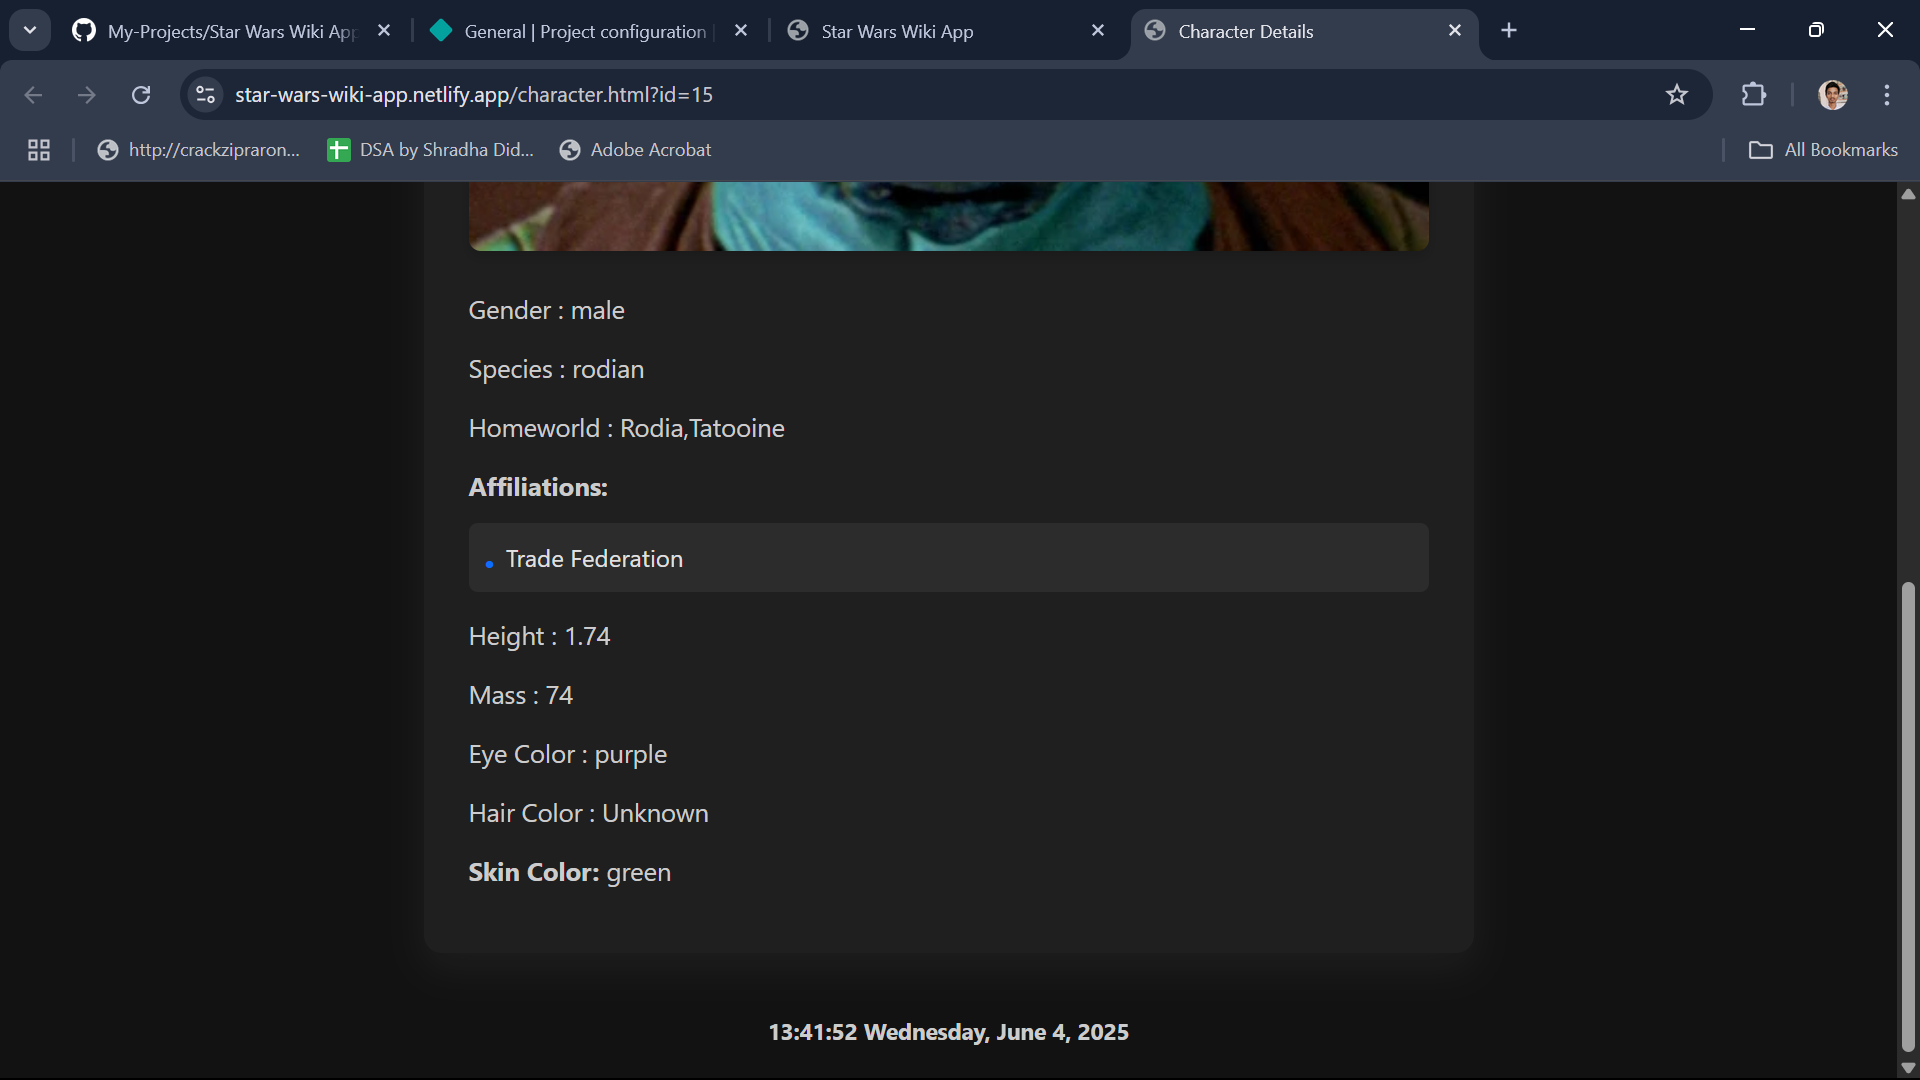 My-Projects/Star Wars Wiki App
General | Project configuration
Star Wars Wiki App
Character Details
star-wars-wiki-app.netlify.app/character.html?id=15
http://crackzipraron...
DSA by Shradha Did...
Adobe Acrobat
All Bookmarks
Gender : male
Species : rodian
Homeworld : Rodia,Tatooine
Affiliations:
Trade Federation
Height : 1.74
Mass : 74
Eye Color : purple
Hair Color : Unknown
Skin Color: green
13:41:52 Wednesday, June 4, 2025